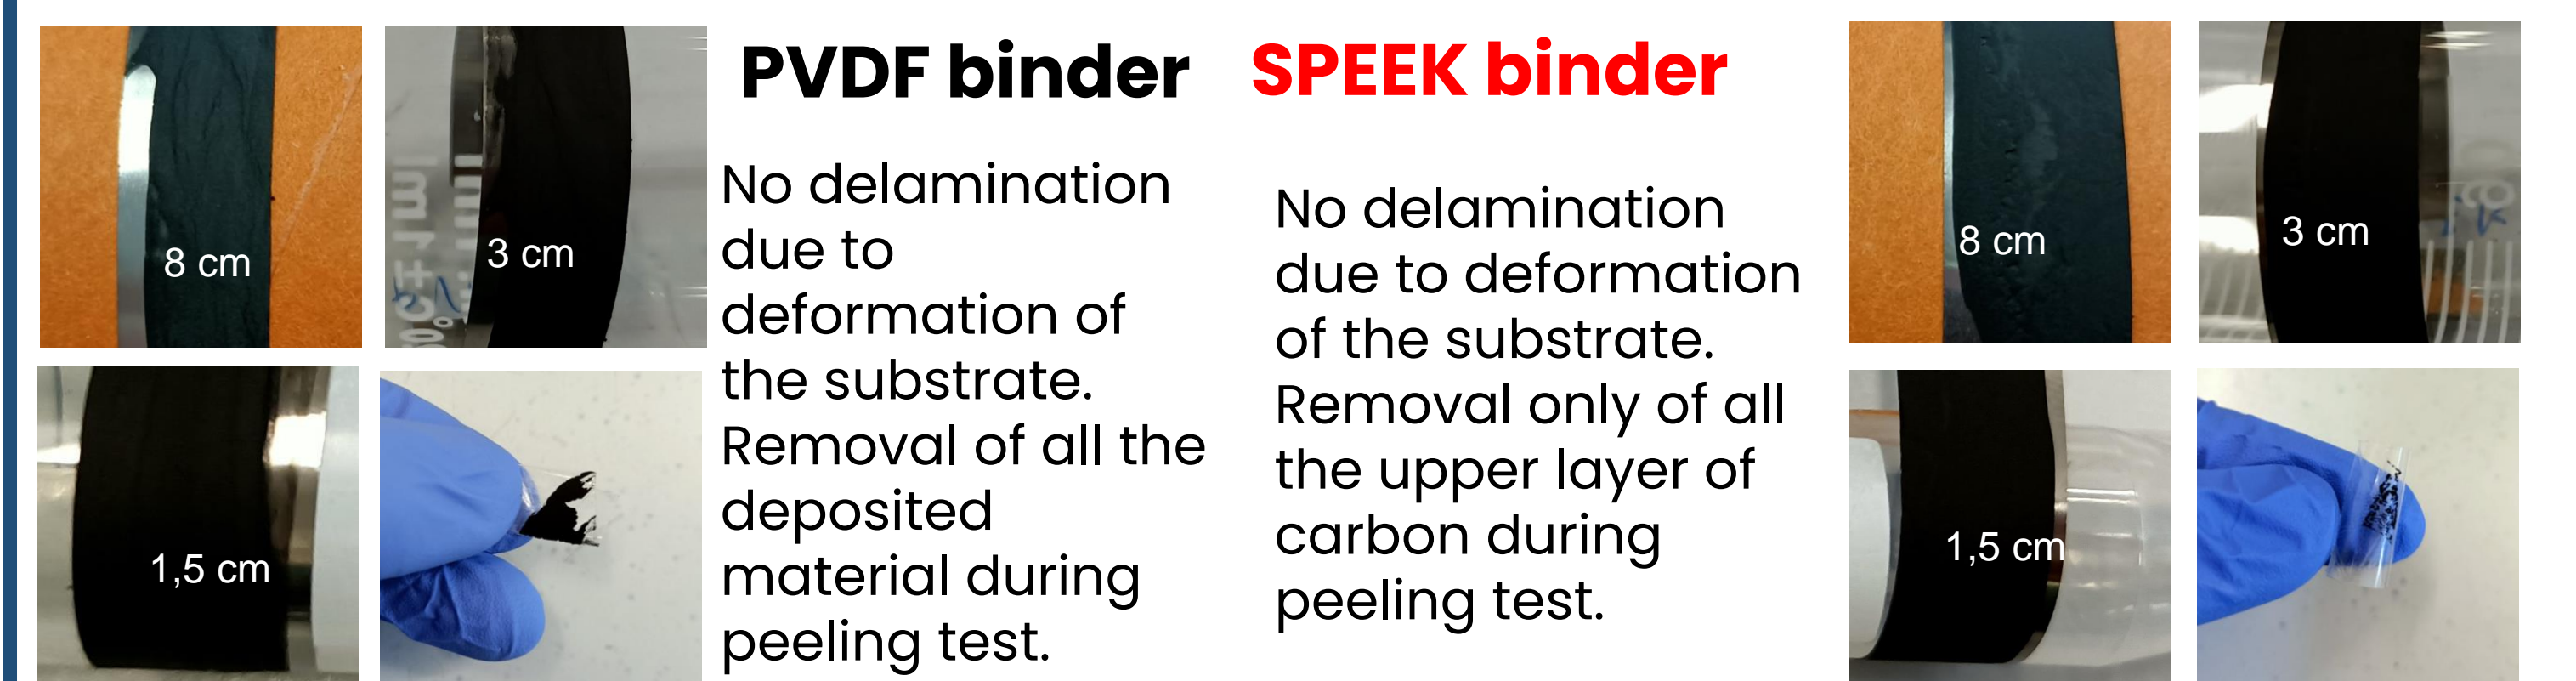 PVDF binder
No delamination
due to
deformation of
the substrate.
Removal of all the
deposited
material during
peeling test.
SPEEK binder
No delamination
due to deformation
of the substrate.
Removal only of all
the upper layer of
carbon during
peeling test.
8 cm
3 cm
1,5 cm
8 cm
3 cm
1,5 cm